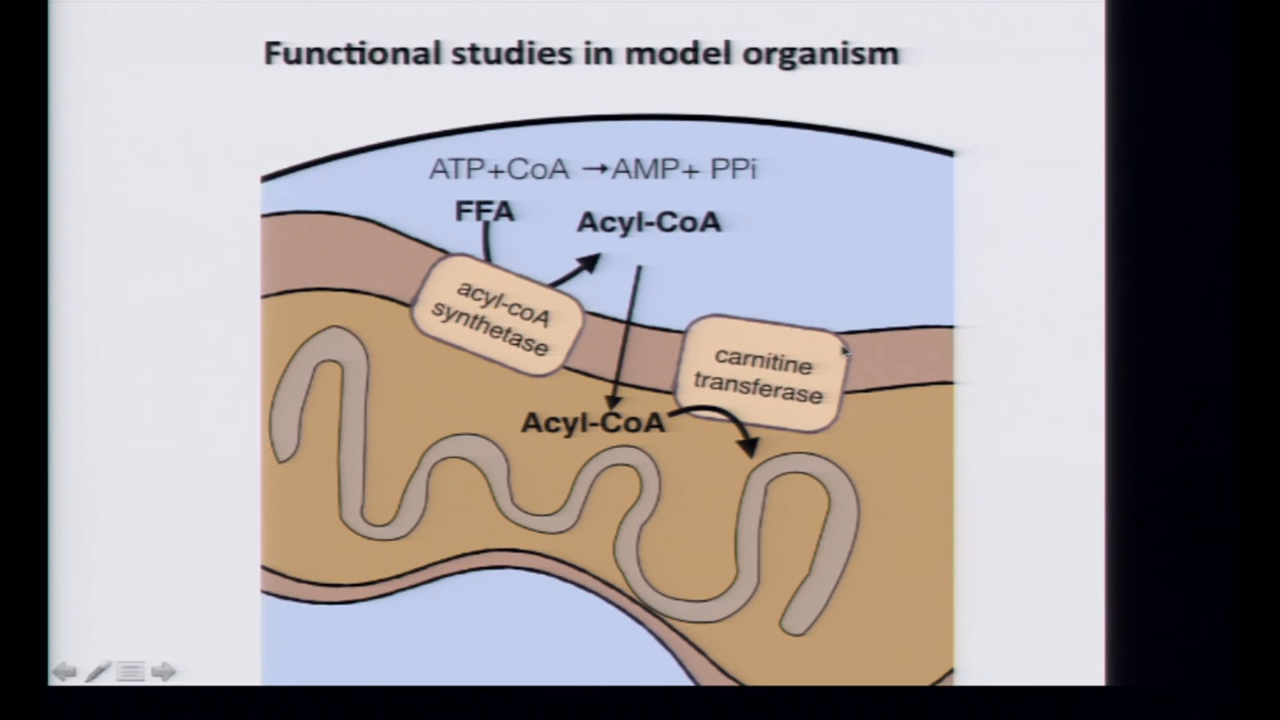 Functional studies in model organism
ATP+CoA →AMP+ PPi
FFA
Acyl-CoA
acyl-coA
synthetase
carnitine
transferase
Acyl-CoA